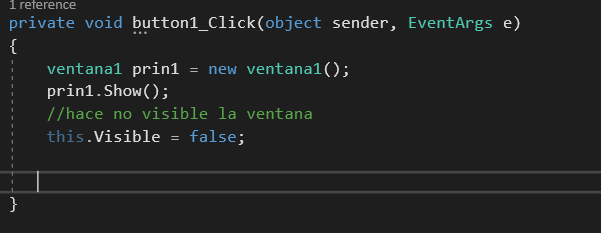 1 reference
private void button1_Click(object sender, EventArgs e)
{
ventana1 prin1 = new ventana1();
prin1.Show();
//hace no visible la ventana
this.Visible = false;
}